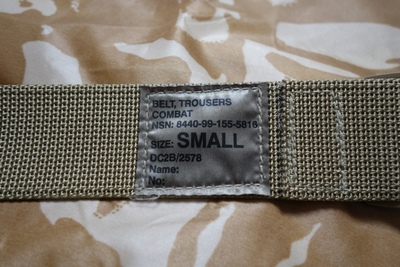 BELT, TROUSERS
COMBAT
NSN: 8440-99-155-5816
SIZE: SMALL
DC2B/2578
Name:
No: